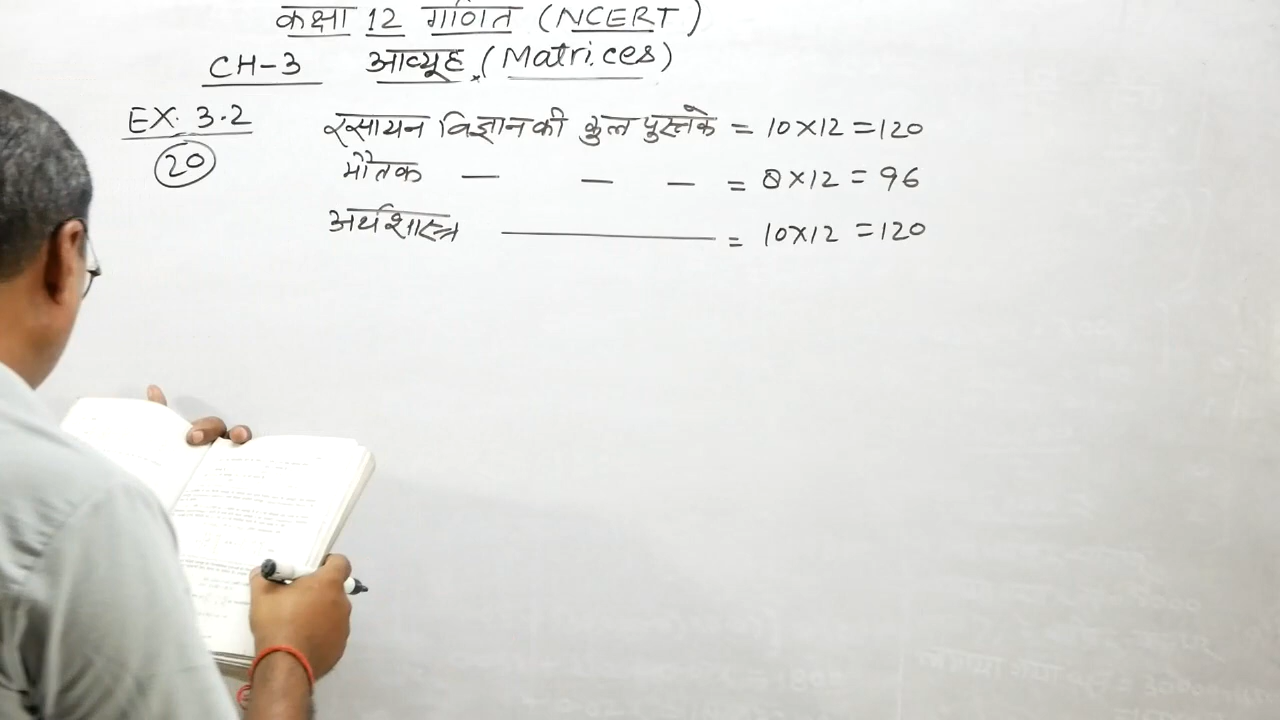 कक्षा 12 गणित (NCERT)
CH-3 आव्यूह (Matrices)
EX. 3.2
20
रसायन विज्ञान की कुल पुस्तके = 10×12 = 120
भौतिक — — — = 8×12 = 96
अर्थशास्त्र ——— = 10×12 = 120